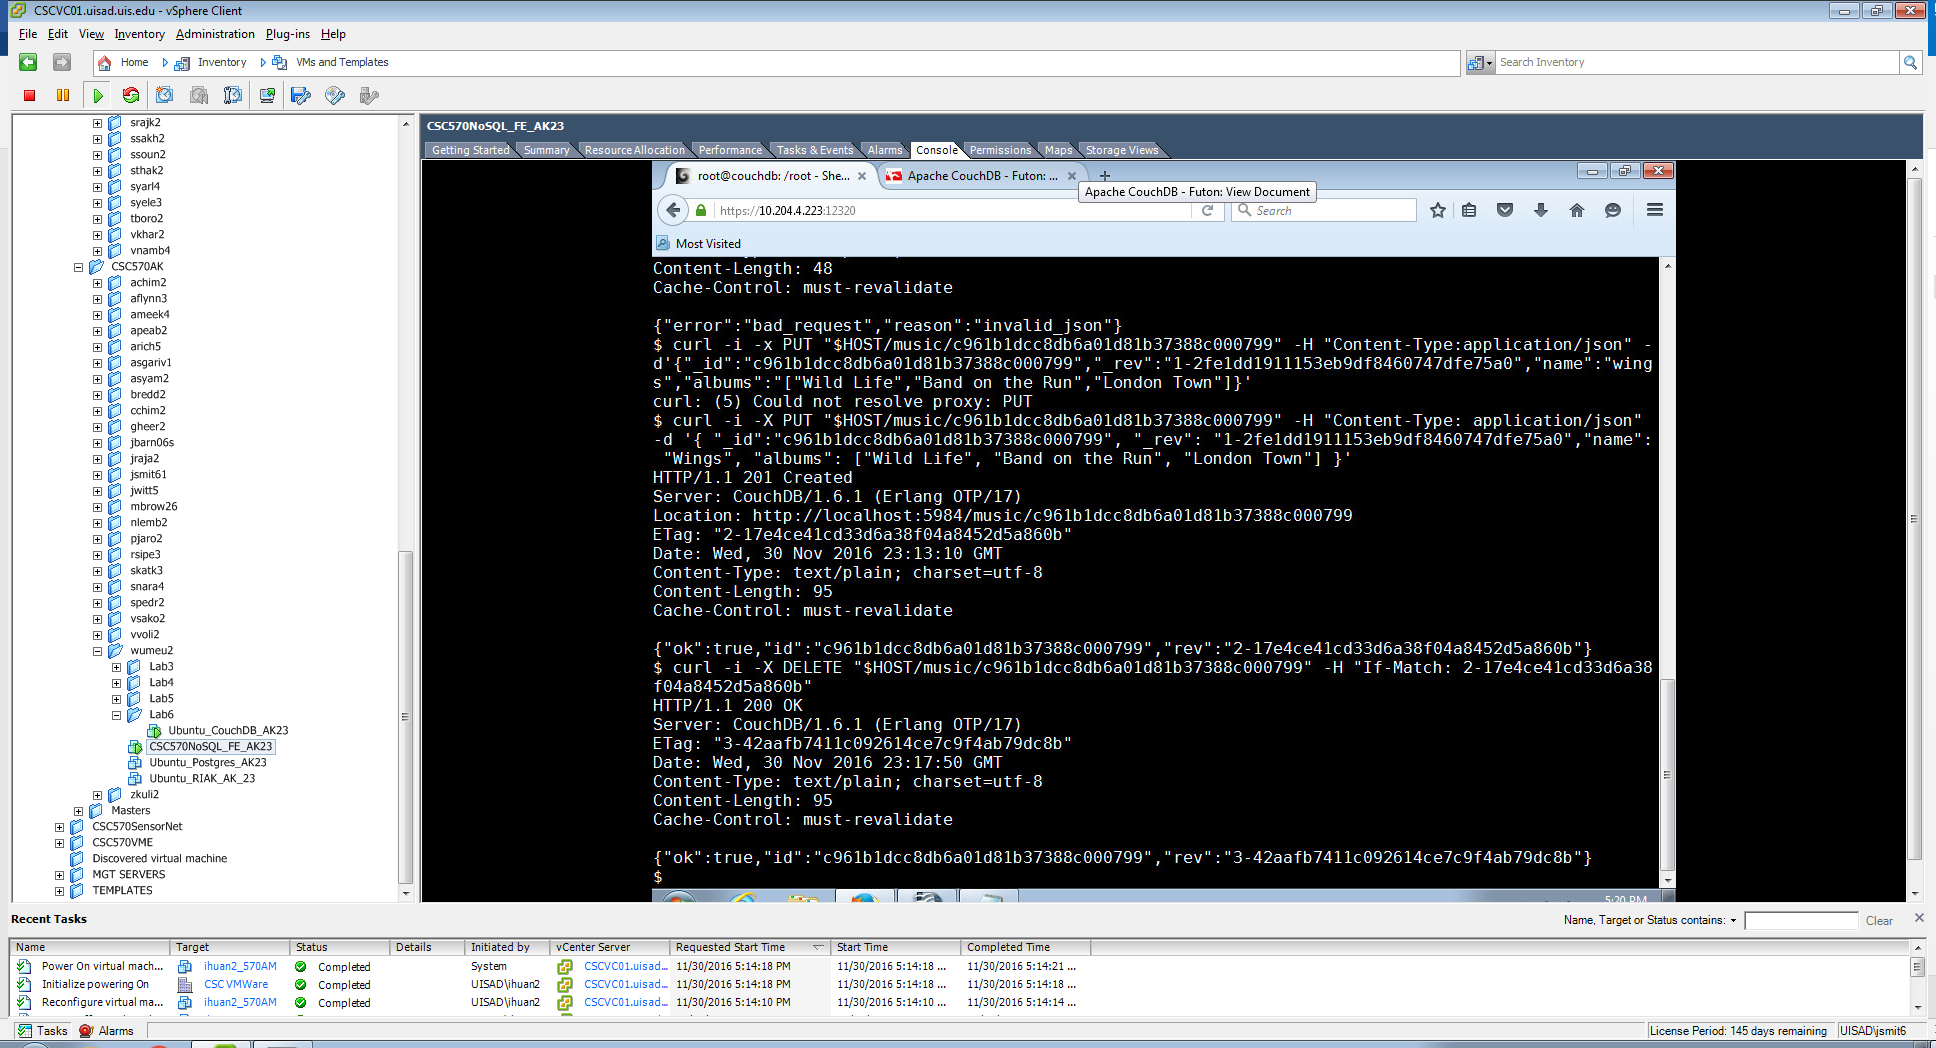 CSCVC01.uisad.uis.edu - vSphere Client
File Edit View Inventory Administration Plug-ins Help
Home Inventory VMs and Templates
Search Inventory
srajk2
ssakh2
ssoun2
sthak2
syarl4
syele3
tboro2
vkhar2
vnamb4
CSC570AK
achim2
aflynn3
ameek4
apeab2
arich5
asgariv1
asyam2
bredd2
cchim2
gheer2
jbarn06s
jraja2
jsmit61
jwitt5
mbrow26
nlemb2
pjaro2
rsipe3
skatk3
snara4
spedr2
vsako2
vvoli2
wumeu2
Lab3
Lab4
Lab5
Lab6
Ubuntu_CouchDB_AK23
CSC570NoSQL_FE_AK23
Ubuntu_Postgres_AK23
Ubuntu_RIAK_AK_23
zkuli2
Masters
CSC570SensorNet
CSC570VME
Discovered virtual machine
MGT SERVERS
TEMPLATES
CSC570NoSQL_FE_AK23
Getting Started Summary Resource Allocation Performance Tasks & Events Alarms Console Permissions Maps Storage Views
root@couchdb: /root - She... Apache CouchDB - Futon: ...
Apache CouchDB - Futon: View Document
https://10.204.4.223:12320 Search
Most Visited
Content-Length: 48
Cache-Control: must-revalidate
{"error":"bad_request","reason":"invalid_json"}
$ curl -i -x PUT "$HOST/music/c961b1dcc8db6a01d81b37388c000799" -H "Content-Type:application/json" -
d'{"_id":"c961b1dcc8db6a01d81b37388c000799","_rev":"1-2fe1dd1911153eb9df8460747dfe75a0","name":"wing
s","albums":"["Wild Life","Band on the Run","London Town"]}'
curl: (5) Could not resolve proxy: PUT
$ curl -i -X PUT "$HOST/music/c961b1dcc8db6a01d81b37388c000799" -H "Content-Type: application/json"
-d '{ "_id":"c961b1dcc8db6a01d81b37388c000799", "_rev": "1-2fe1dd1911153eb9df8460747dfe75a0","name":
"Wings", "albums": ["Wild Life", "Band on the Run", "London Town"] }'
HTTP/1.1 201 Created
Server: CouchDB/1.6.1 (Erlang OTP/17)
Location: http://localhost:5984/music/c961b1dcc8db6a01d81b37388c000799
ETag: "2-17e4ce41cd33d6a38f04a8452d5a860b"
Date: Wed, 30 Nov 2016 23:13:10 GMT
Content-Type: text/plain; charset=utf-8
Content-Length: 95
Cache-Control: must-revalidate
{"ok":true,"id":"c961b1dcc8db6a01d81b37388c000799","rev":"2-17e4ce41cd33d6a38f04a8452d5a860b"}
$ curl -i -X DELETE "$HOST/music/c961b1dcc8db6a01d81b37388c000799" -H "If-Match: 2-17e4ce41cd33d6a38
f04a8452d5a860b"
HTTP/1.1 200 OK
Server: CouchDB/1.6.1 (Erlang OTP/17)
ETag: "3-42aafb7411c092614ce7c9f4ab79dc8b"
Date: Wed, 30 Nov 2016 23:17:50 GMT
Content-Type: text/plain; charset=utf-8
Content-Length: 95
Cache-Control: must-revalidate
{"ok":true,"id":"c961b1dcc8db6a01d81b37388c000799","rev":"3-42aafb7411c092614ce7c9f4ab79dc8b"}
$
5:20 PM
Recent Tasks
Name, Target or Status contains: Clear
Name Target Status Details Initiated by vCenter Server Requested Start Time Start Time Completed Time
Power On virtual mach... ihuan2_570AM Completed System CSCVC01.uisad... 11/30/2016 5:14:18 PM 11/30/2016 5:14:18 ... 11/30/2016 5:14:21 ...
Initialize powering On CSC VMWare Completed UISAD\ihuan2 CSCVC01.uisad... 11/30/2016 5:14:18 PM 11/30/2016 5:14:18 ... 11/30/2016 5:14:18 ...
Reconfigure virtual ma... ihuan2_570AM Completed UISAD\ihuan2 CSCVC01.uisad... 11/30/2016 5:14:10 PM 11/30/2016 5:14:10 ... 11/30/2016 5:14:14 ...
Tasks Alarms
License Period: 145 days remaining UISAD\jsmit6